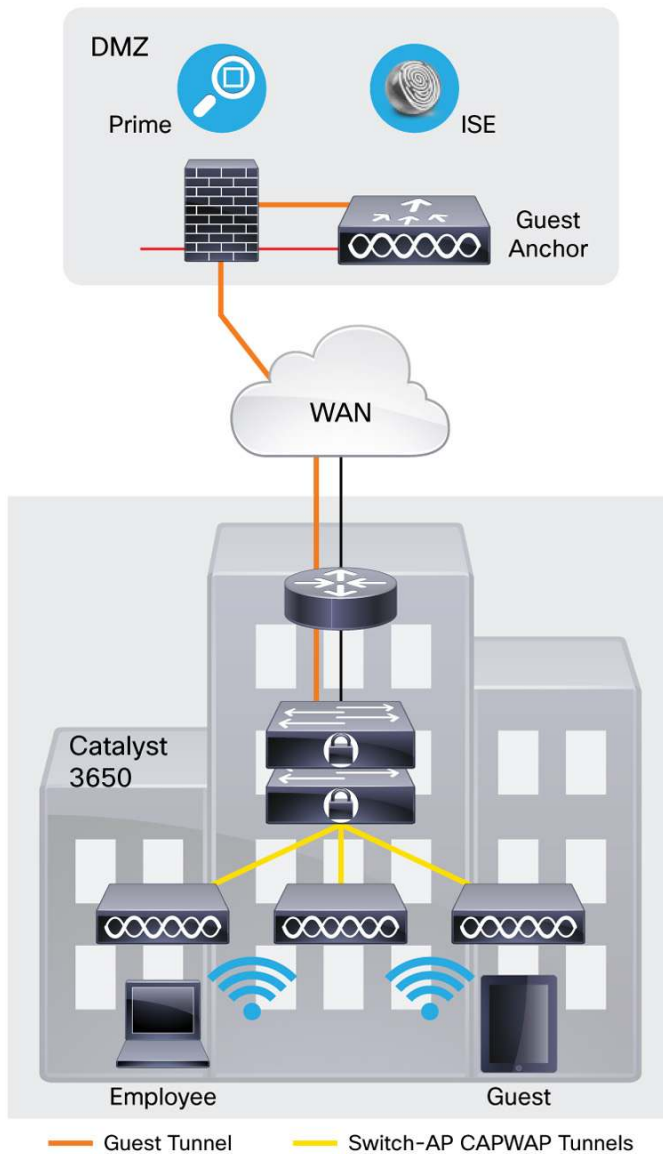 DMZ
Prime
ISE
Guest
Anchor
WAN
Catalyst
3650
Employee
Guest
Guest Tunnel
Switch-AP CAPWAP Tunnels